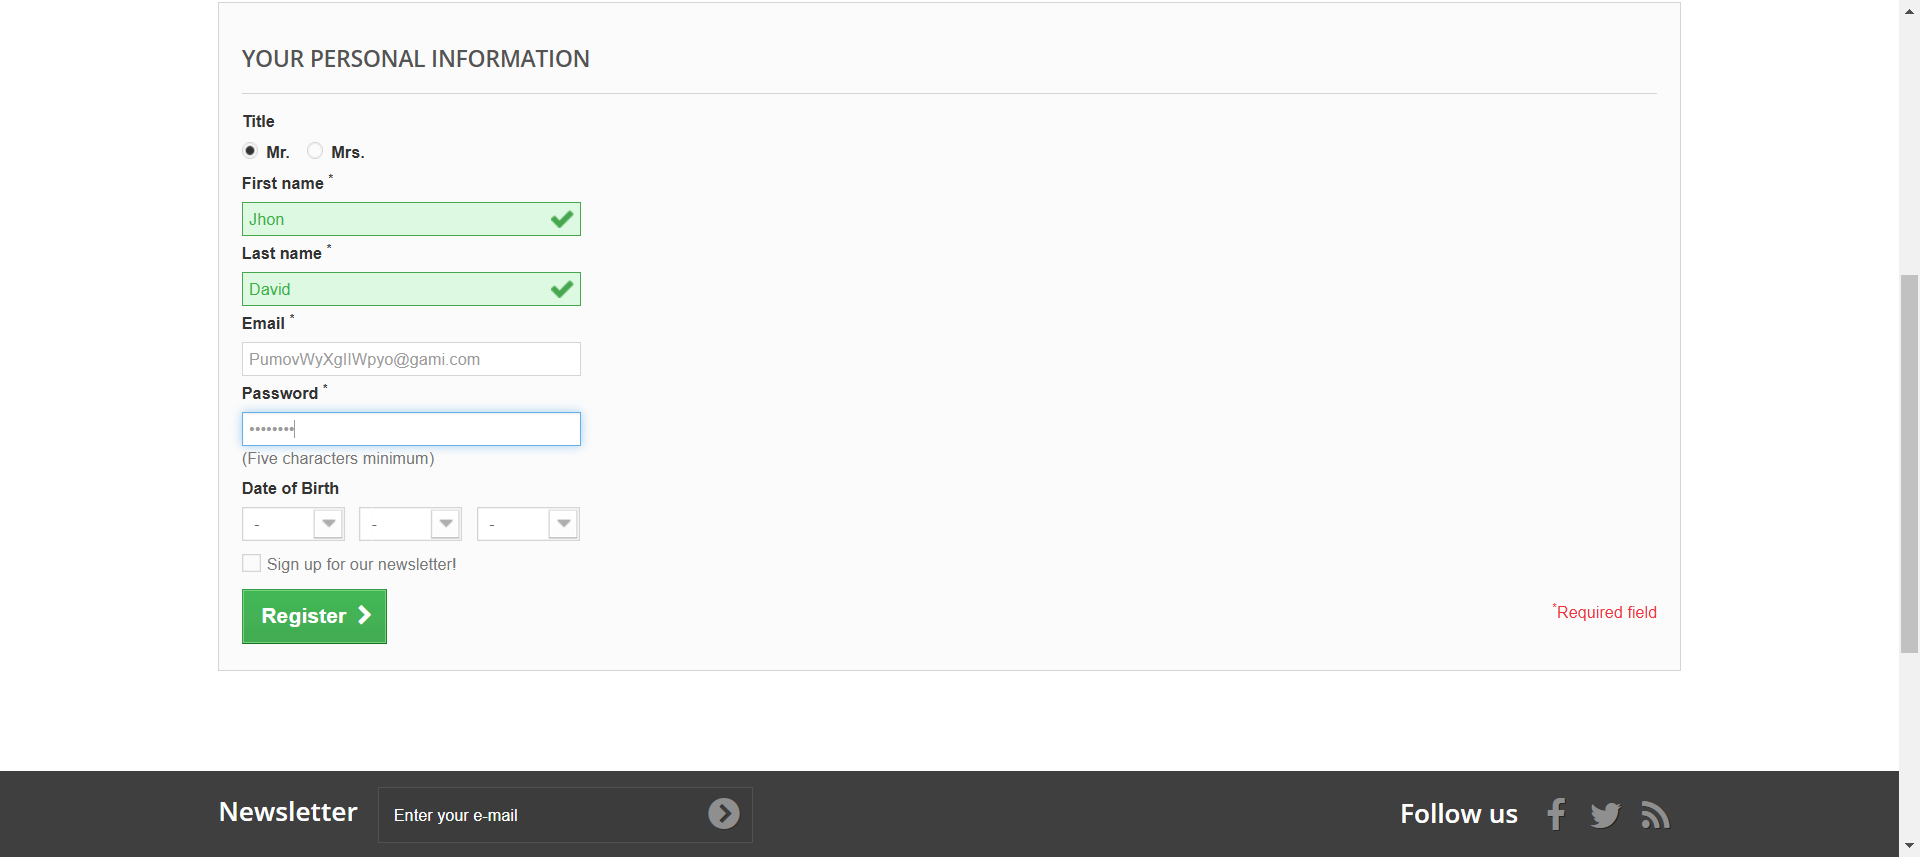 YOUR PERSONAL INFORMATION
Title
Mr. Mrs.
First name *
Jhon
Last name *
David
Email *
PumovWyXgIIWpyo@gami.com
Password *
••••••••
(Five characters minimum)
Date of Birth
- - -
Sign up for our newsletter!
Register
*Required field
Newsletter
Enter your e-mail
Follow us